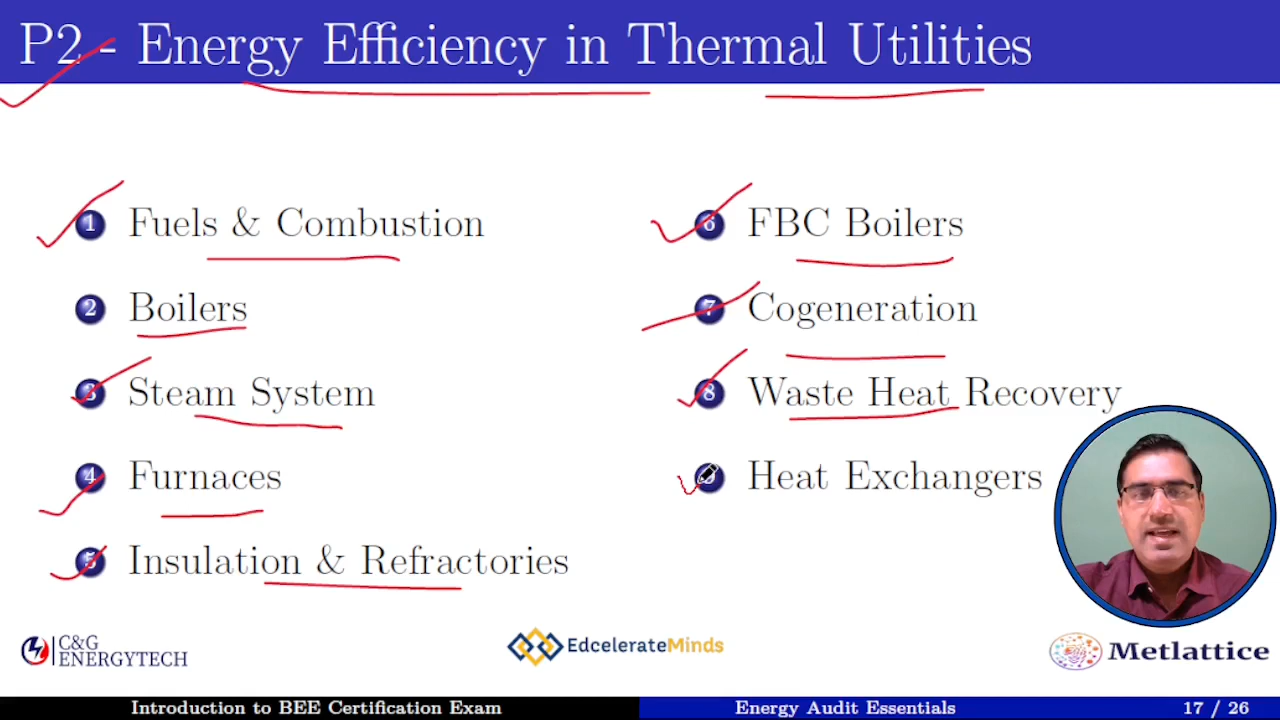 P2 - Energy Efficiency in Thermal Utilities
1 Fuels & Combustion
2 Boilers
3 Steam System
4 Furnaces
5 Insulation & Refractories
6 FBC Boilers
7 Cogeneration
8 Waste Heat Recovery
Heat Exchangers
C&G
ENERGYTECH
EdcelerateMinds
Metlattice
Introduction to BEE Certification Exam
Energy Audit Essentials
17 / 26